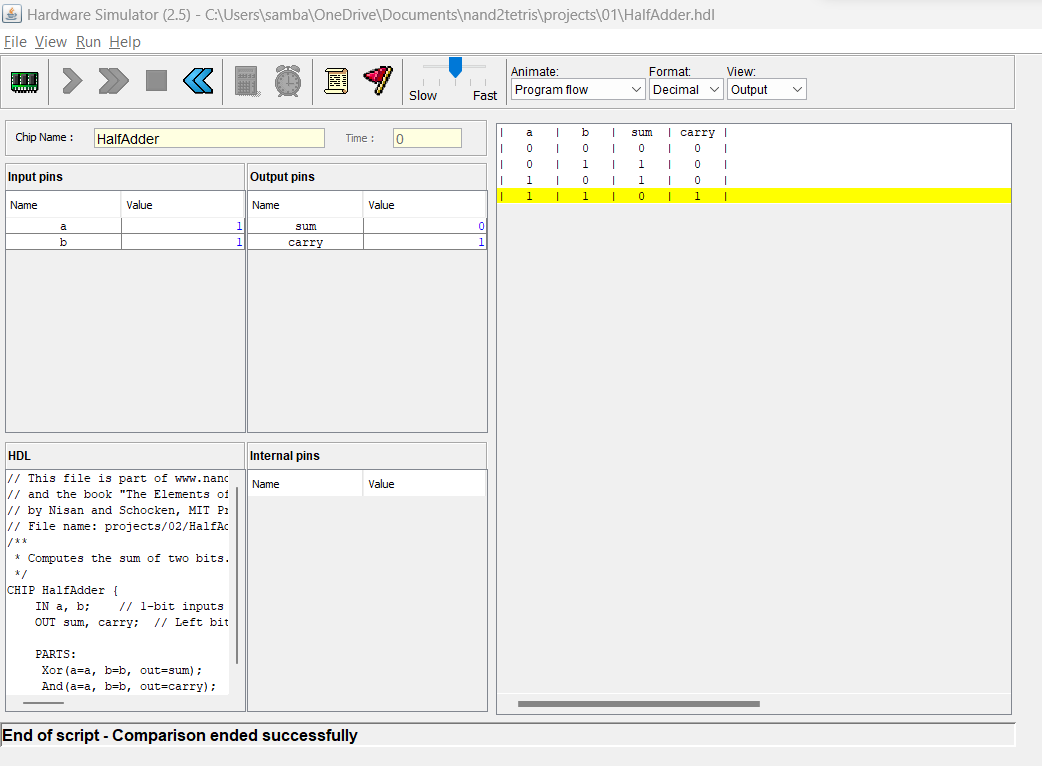 Hardware Simulator (2.5) - C:\Users\samba\OneDrive\Documents\nand2tetris\projects\01\HalfAdder.hdl
File View Run Help
Slow Fast
Animate: Format: View:
Program flow Decimal Output
Chip Name : HalfAdder Time : 0
Input pins
Name Value
a 1
b 1
Output pins
Name Value
sum 0
carry 1
HDL
// This file is part of www.nand
// and the book "The Elements of
// by Nisan and Schocken, MIT Pr
// File name: projects/02/HalfAd
/**
* Computes the sum of two bits.
*/
CHIP HalfAdder {
IN a, b; // 1-bit inputs
OUT sum, carry; // Left bit
PARTS:
Xor(a=a, b=b, out=sum);
And(a=a, b=b, out=carry);
Internal pins
Name Value
| a | b | sum | carry |
| 0 | 0 | 0 | 0 |
| 0 | 1 | 1 | 0 |
| 1 | 0 | 1 | 0 |
| 1 | 1 | 0 | 1 |
End of script - Comparison ended successfully